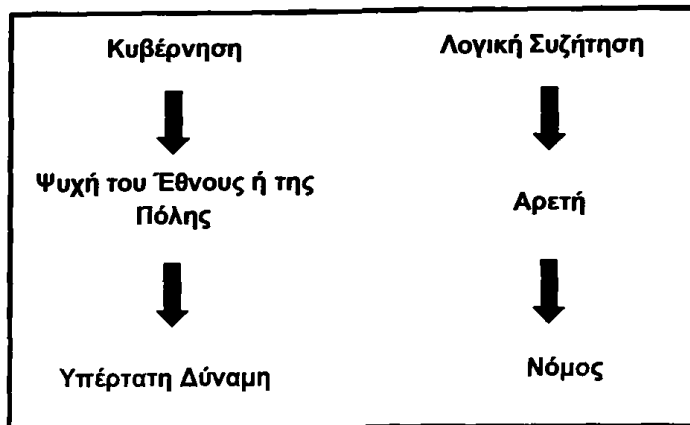 Κυβέρνηση
Ψυχή του Έθνους ή της
Πόλης
Υπέρτατη Δύναμη
Λογική Συζήτηση
Αρετή
Νόμος